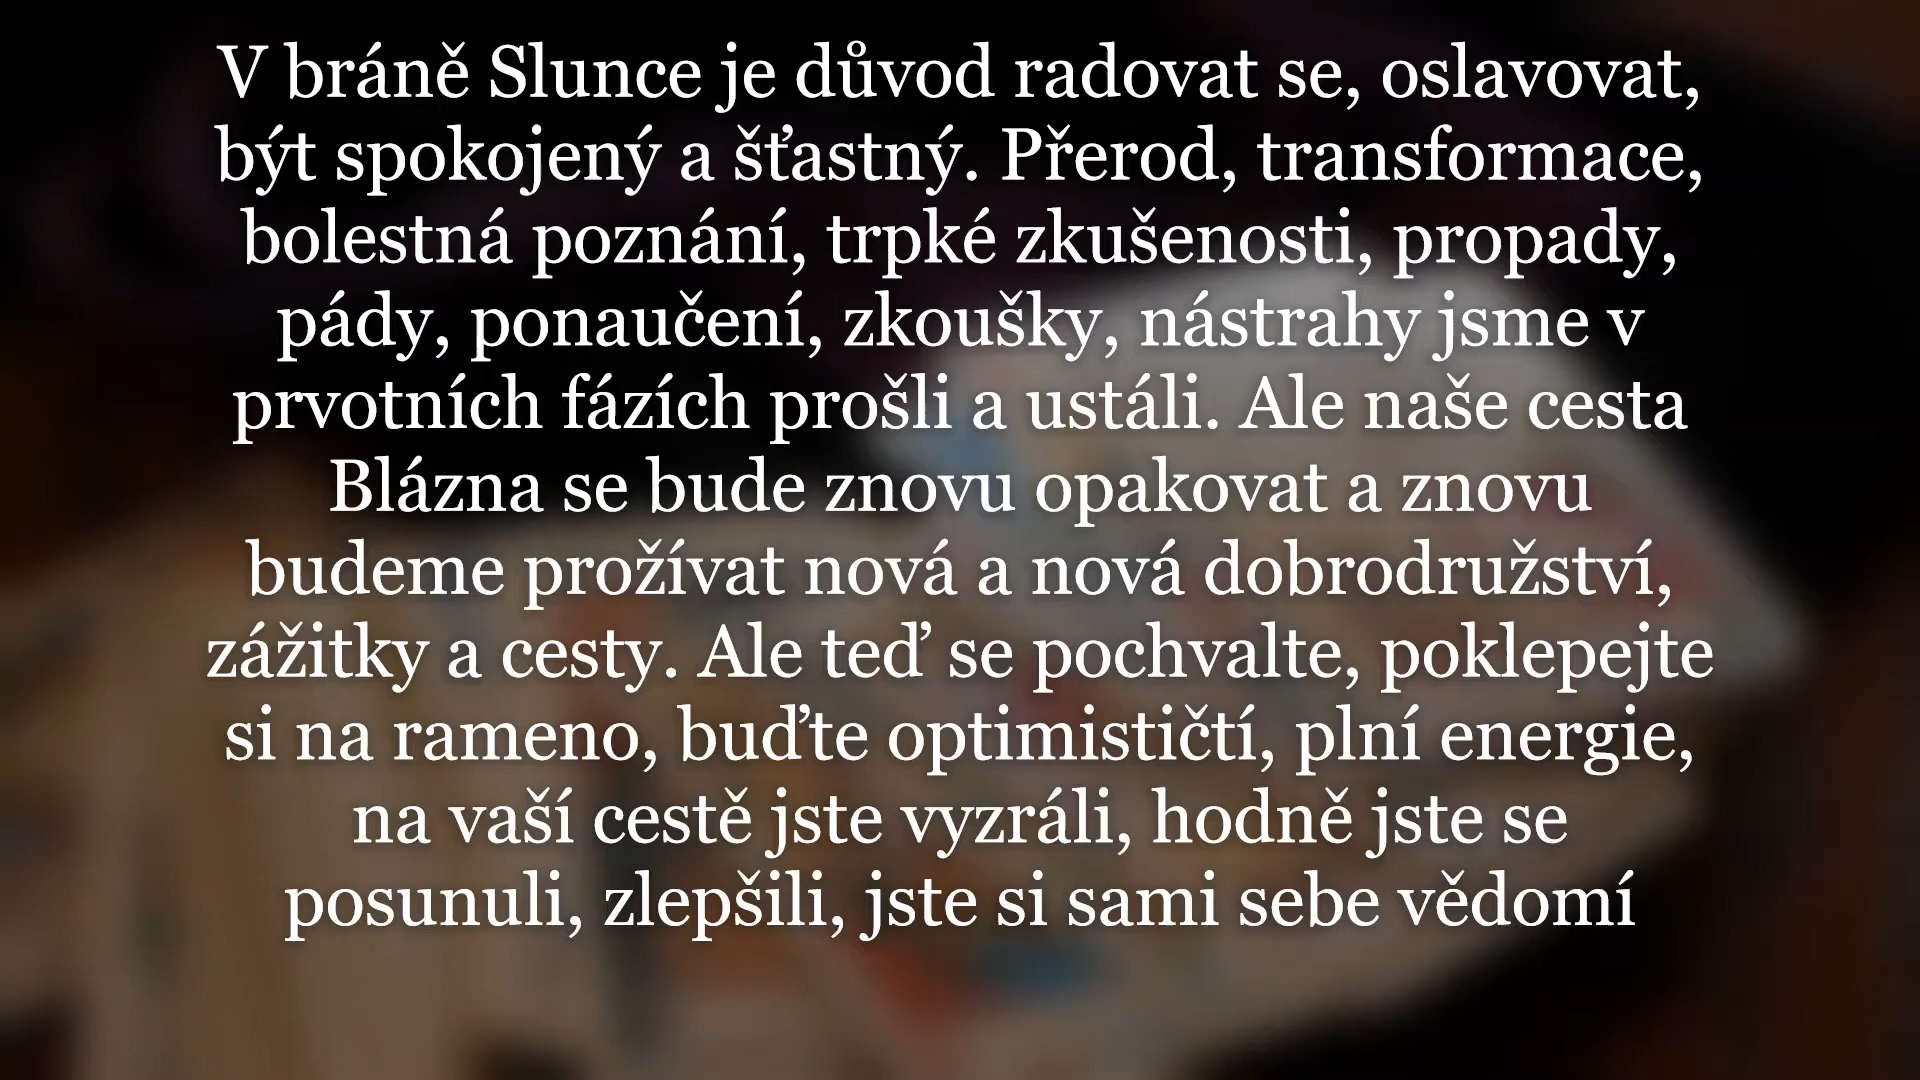 V bráně Slunce je důvod radovat se, oslavovat,
být spokojený a šťastný. Přerod, transformace,
bolestná poznání, trpké zkušenosti, propady,
pády, ponaučení, zkoušky, nástrahy jsme v
prvotních fázích prošli a ustáli. Ale naše cesta
Blázna se bude znovu opakovat a znovu
budeme prožívat nová a nová dobrodružství,
zážitky a cesty. Ale teď se pochvalte, poklepejte
si na rameno, buďte optimističtí, plní energie,
na vaší cestě jste vyzráli, hodně jste se
posunuli, zlepšili, jste si sami sebe vědomí